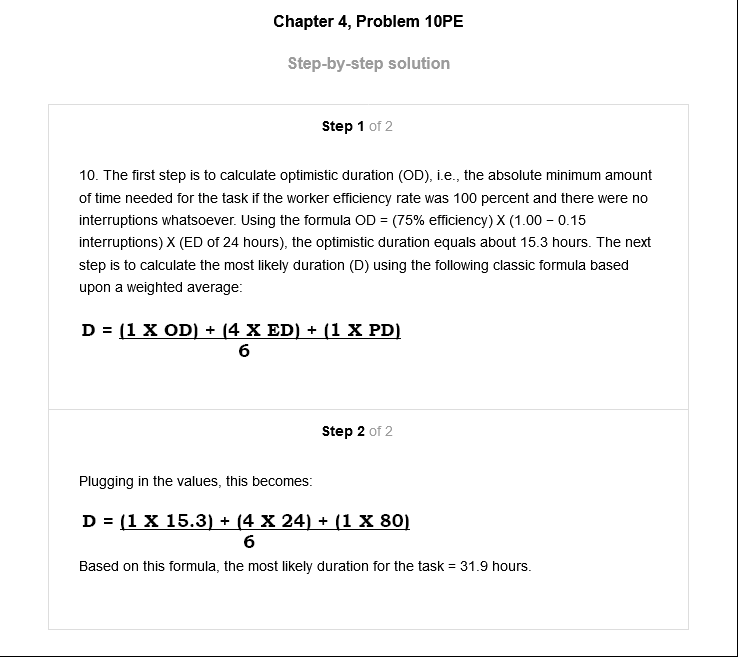 Chapter 4, Problem 10PE
Step-by-step solution
Step 1 of 2
10. The first step is to calculate optimistic duration (OD), i.e., the absolute minimum amount
of time needed for the task if the worker efficiency rate was 100 percent and there were no
interruptions whatsoever. Using the formula OD = (75% efficiency) X (1.00 – 0.15
interruptions) X (ED of 24 hours), the optimistic duration equals about 15.3 hours. The next
step is to calculate the most likely duration (D) using the following classic formula based
upon a weighted average:
D = (1 X OD) + (4 X ED) + (1 X PD)
6
Step 2 of 2
Plugging in the values, this becomes:
D = (1 X 15.3) + (4 X 24) + (1 X 80)
6
Based on this formula, the most likely duration for the task = 31.9 hours.